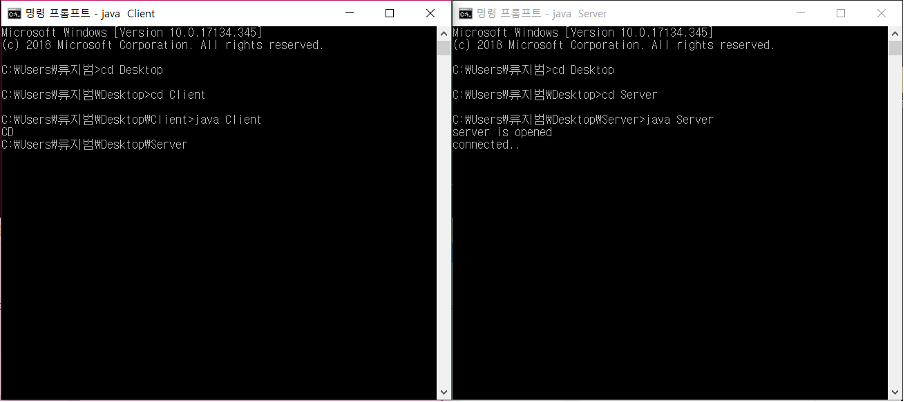 명령 프롬프트 - java Client
Microsoft Windows [Version 10.0.17134.345]
(c) 2018 Microsoft Corporation. All rights reserved.
C:₩Users₩류지범>cd Desktop
C:₩Users₩류지범₩Desktop>cd Client
C:₩Users₩류지범₩Desktop₩Client>java Client
CD
C:₩Users₩류지범₩Desktop₩Server
명령 프롬프트 - java Server
Microsoft Windows [Version 10.0.17134.345]
(c) 2018 Microsoft Corporation. All rights reserved.
C:₩Users₩류지범>cd Desktop
C:₩Users₩류지범₩Desktop>cd Server
C:₩Users₩류지범₩Desktop₩Server>java Server
server is opened
connected..